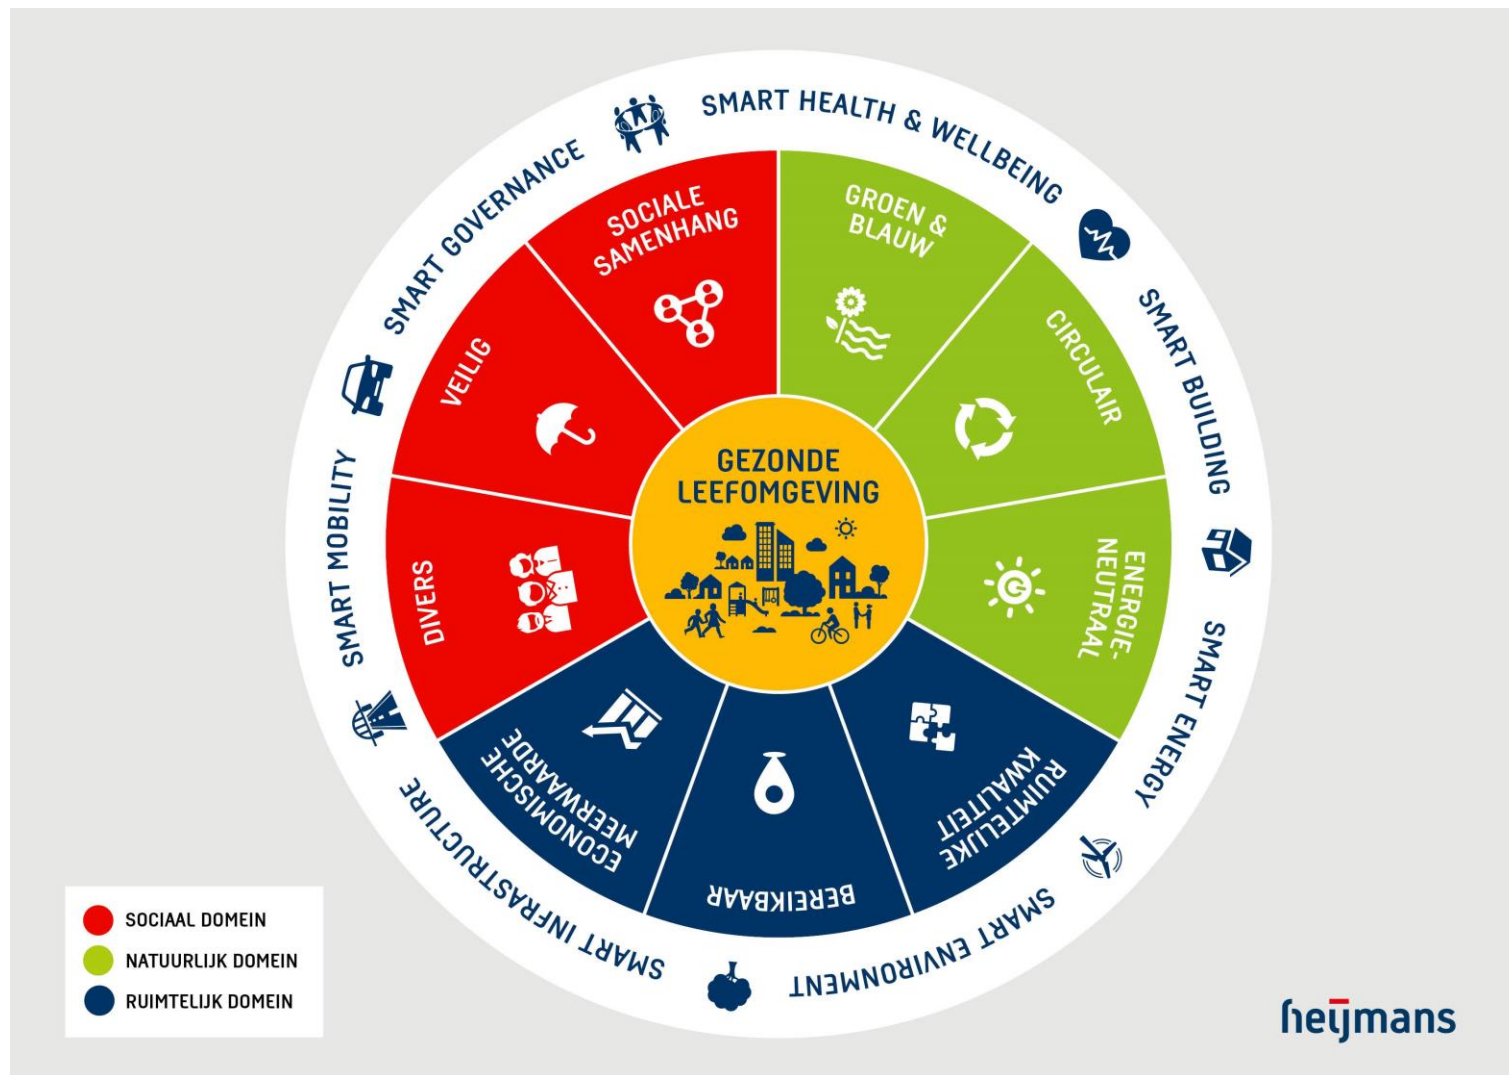 SMART HEALTH & WELLBEING
SMART BUILDING
SMART ENERGY
SMART ENVIRONMENT
SMART INFRASTRUCTURE
SMART MOBILITY
SMART GOVERNANCE
SOCIALE
SAMENHANG
GROEN &
BLAUW
CIRCULAIR
ENERGIE-
NEUTRAAL
RUIMTELIJKE
KWALITEIT
BEREIKBAAR
ECONOMISCHE
MEERWAARDE
DIVERS
VEILIG
GEZONDE
LEEFOMGEVING
SOCIAAL DOMEIN
NATUURLIJK DOMEIN
RUIMTELIJK DOMEIN
heijmans